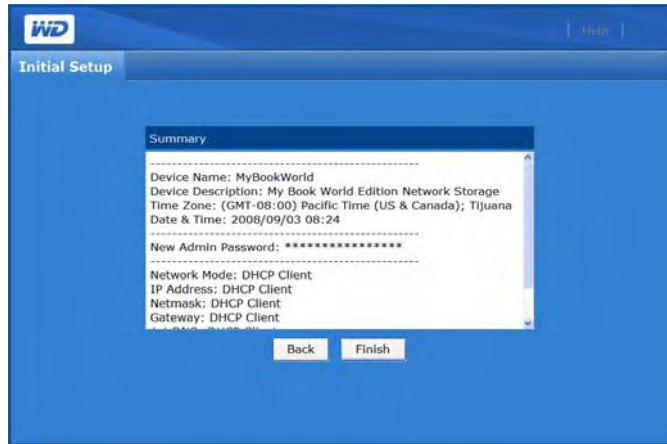 WD
Help
Initial Setup
Summary
--------------------------------------------------------
Device Name: MyBookWorld
Device Description: My Book World Edition Network Storage
Time Zone: (GMT-08:00) Pacific Time (US & Canada); Tijuana
Date & Time: 2008/09/03 08:24
--------------------------------------------------------
New Admin Password: ****************
--------------------------------------------------------
Network Mode: DHCP Client
IP Address: DHCP Client
Netmask: DHCP Client
Gateway: DHCP Client
Back Finish